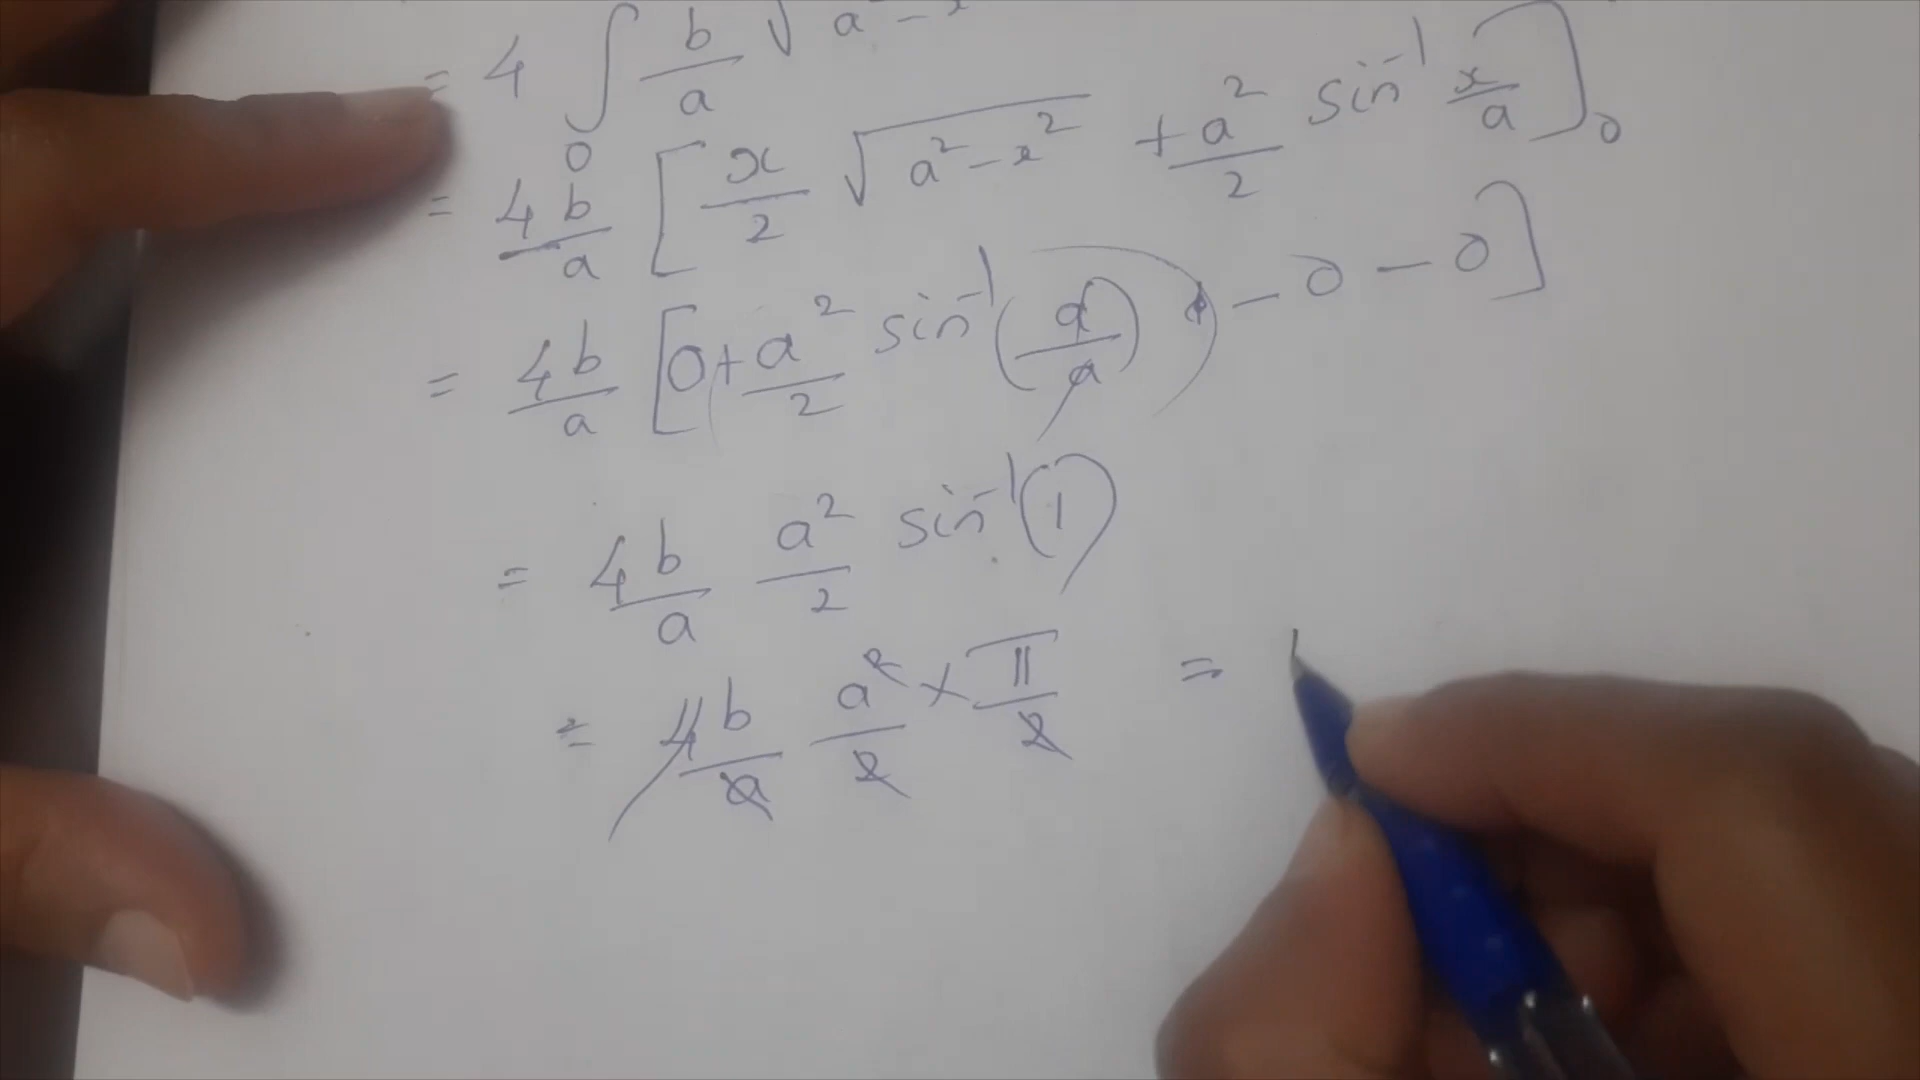 = 4 ∫₀ b/a √a² - x
= 4b/a [x/2 √(a² - x²) + a²/2 sin⁻¹ x/a]₀
= 4b/a [0 + a²/2 sin⁻¹(a/a) - 0 - 0]
= 4b/a a²/2 sin⁻¹(1)
= 4b/a a²/2 × π/2 =